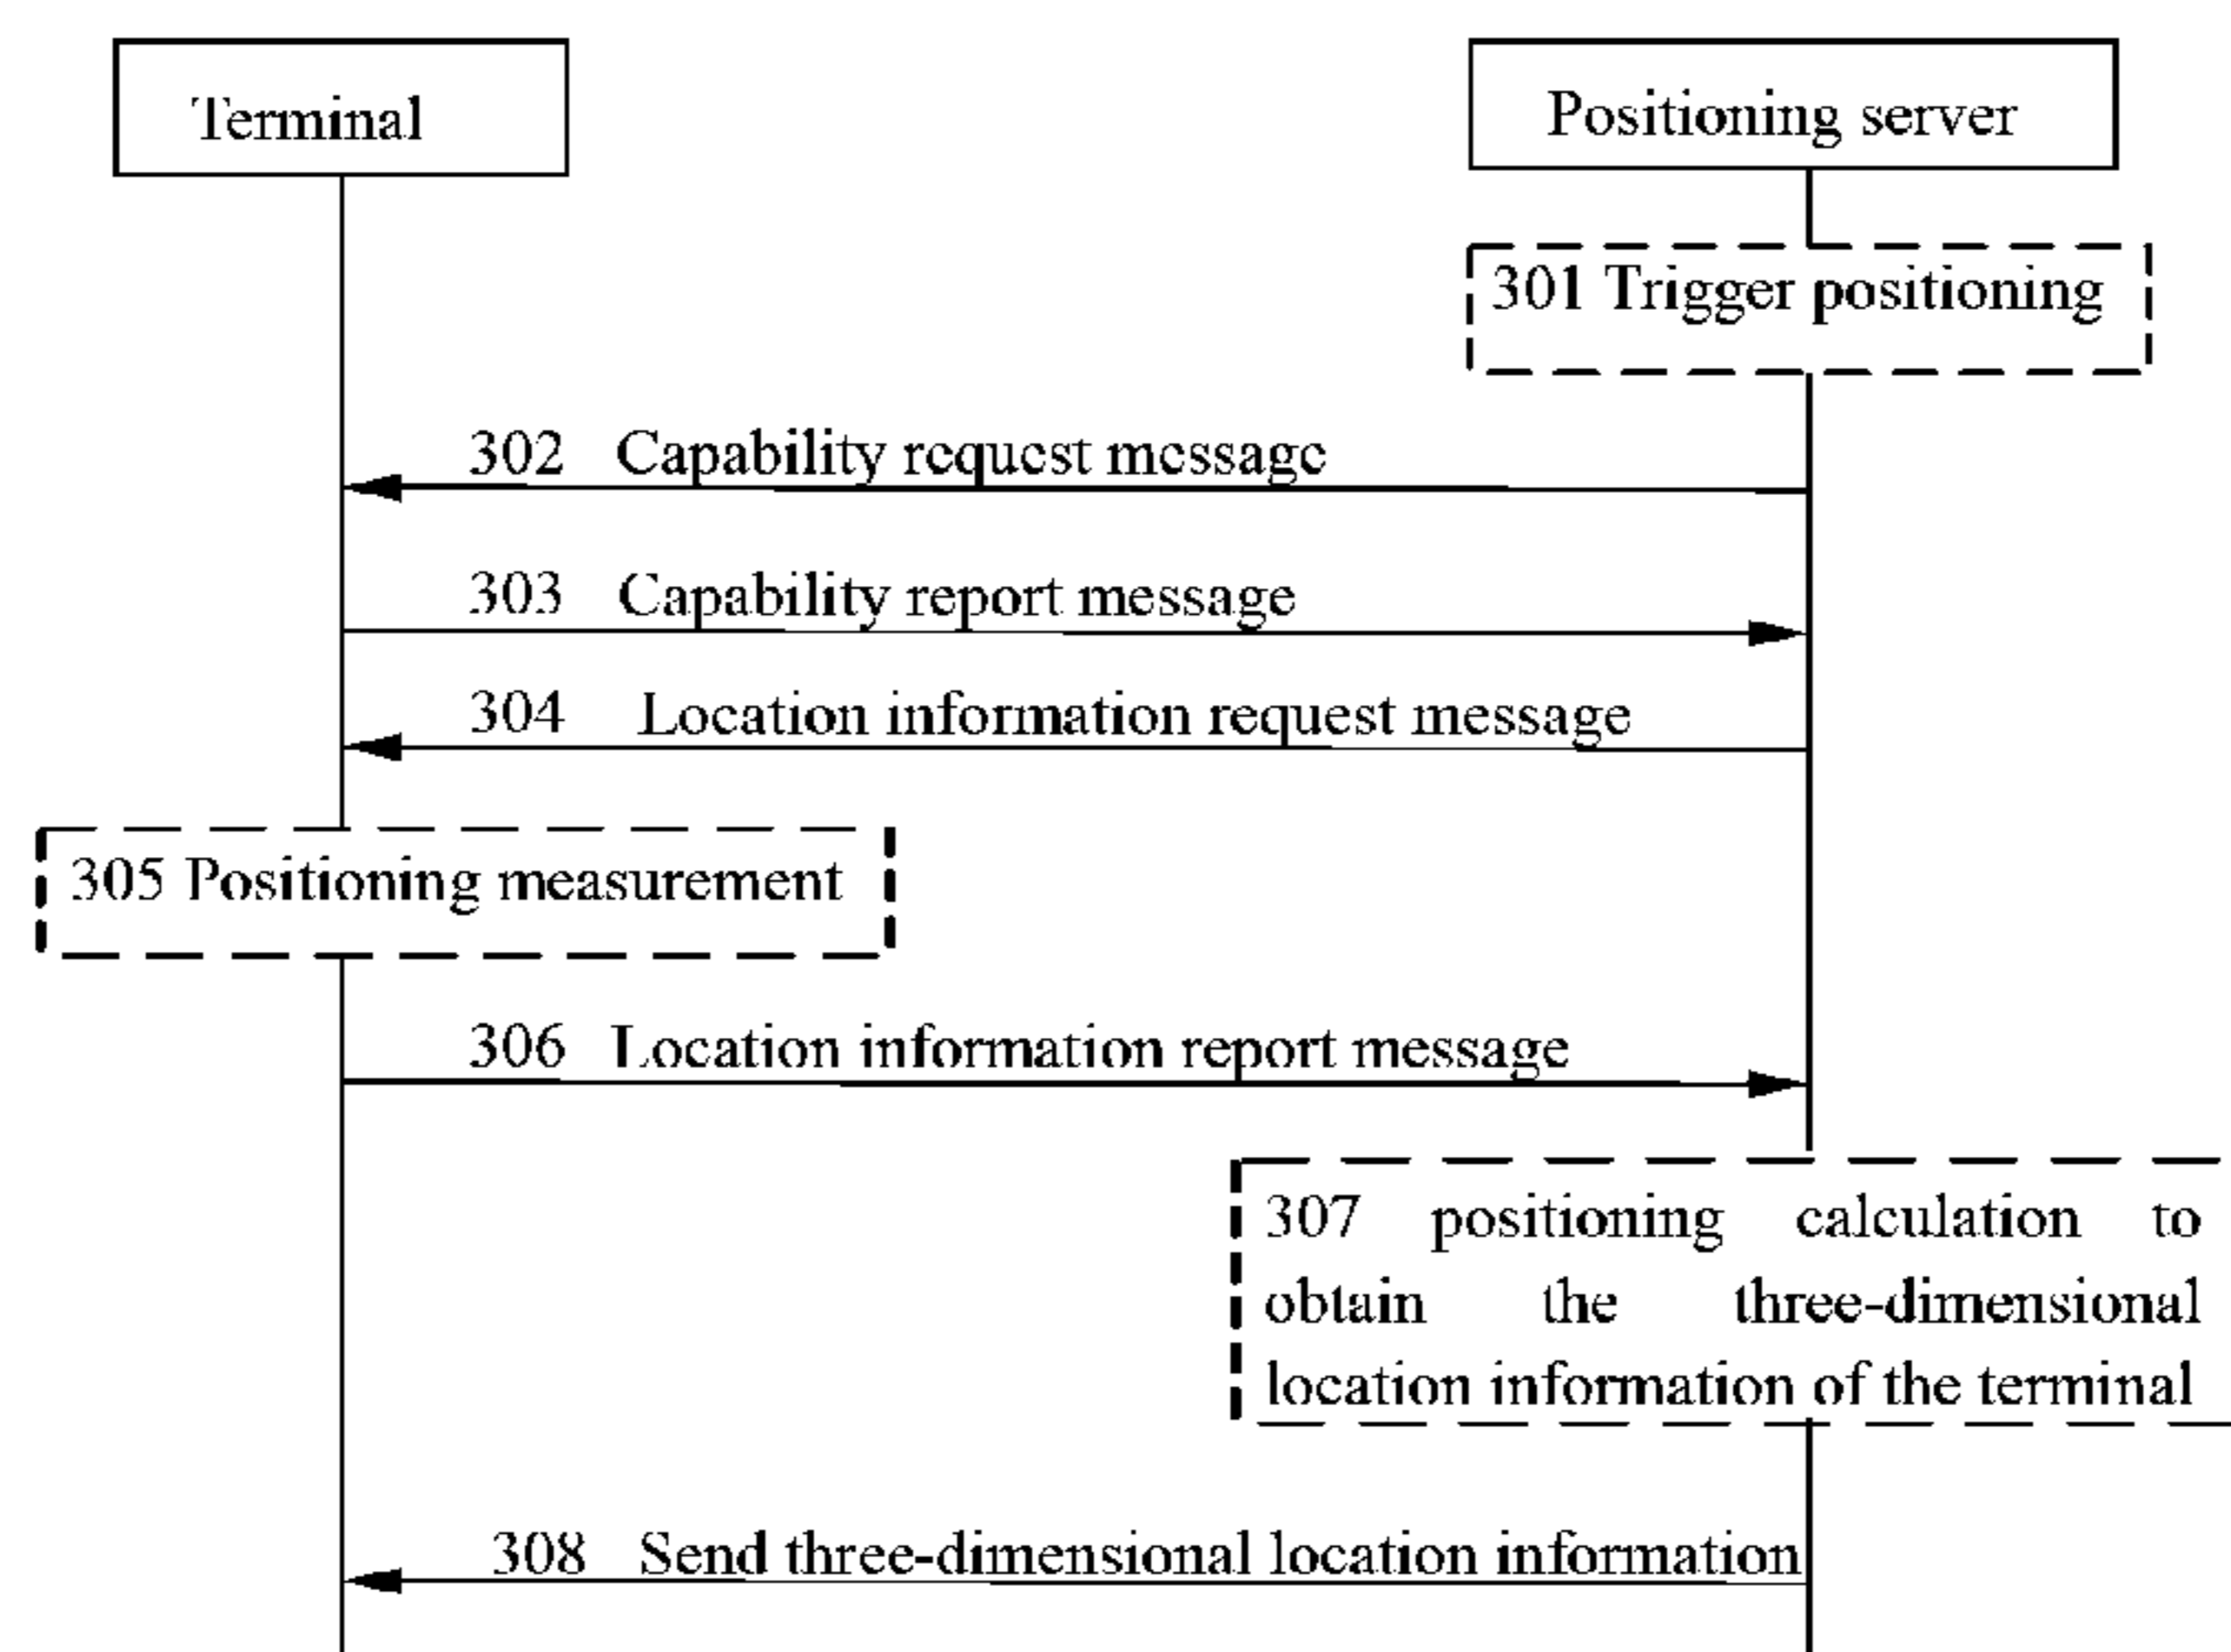 Terminal
Positioning server
301 Trigger positioning
302 Capability request message
303 Capability report message
304 Location information request message
305 Positioning measurement
306 Location information report message
307 positioning calculation to
obtain the three-dimensional
location information of the terminal
308 Send three-dimensional location information